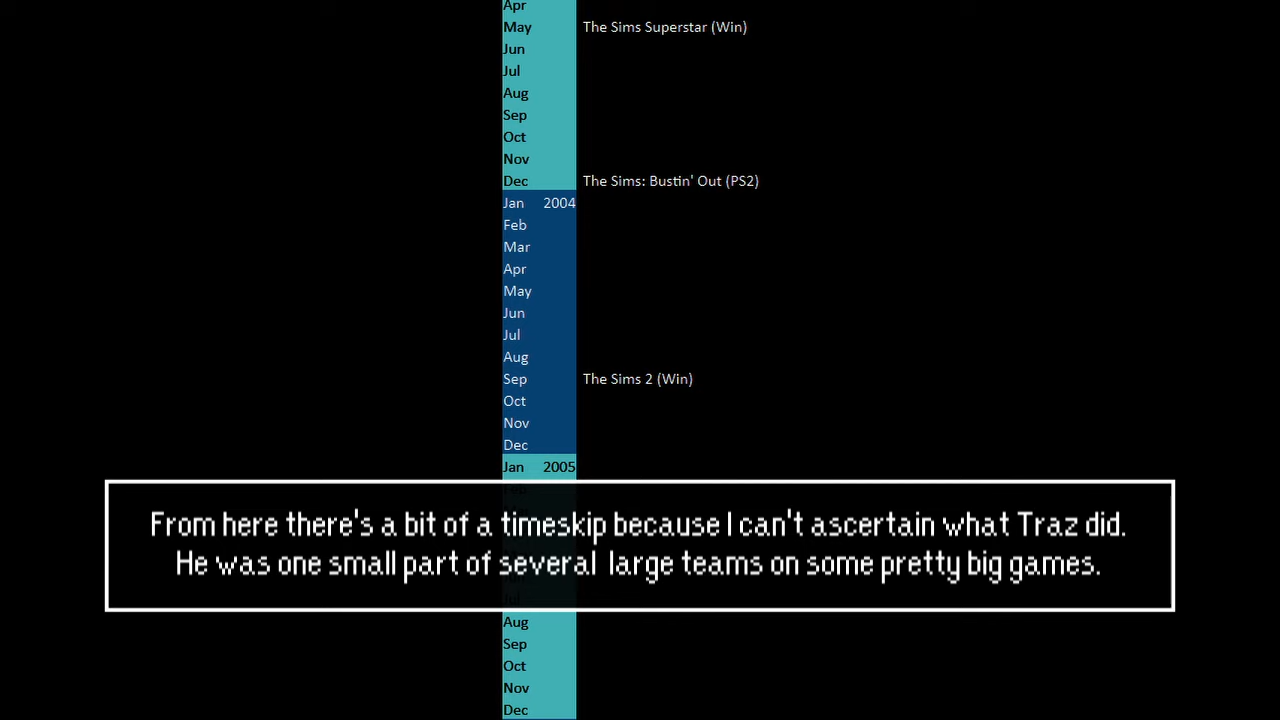 Apr
May The Sims Superstar (Win)
Jun
Jul
Aug
Sep
Oct
Nov
Dec The Sims: Bustin' Out (PS2)
Jan 2004
Feb
Mar
Apr
May
Jun
Jul
Aug
Sep The Sims 2 (Win)
Oct
Nov
Dec
Jan 2005
Feb
From here there's a bit of a timeskip because I can't ascertain what Traz did.
He was one small part of several large teams on some pretty big games.
Jul
Aug
Sep
Oct
Nov
Dec